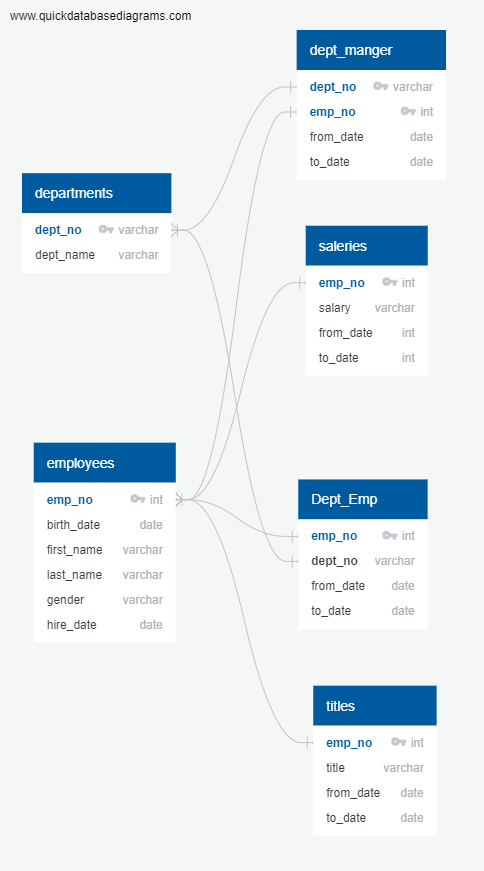 www.quickdatabasediagrams.com
dept_manger
dept_no varchar
emp_no int
from_date date
to_date date
departments
dept_no varchar
dept_name varchar
saleries
emp_no int
salary varchar
from_date int
to_date int
employees
emp_no int
birth_date date
first_name varchar
last_name varchar
gender varchar
hire_date date
Dept_Emp
emp_no int
dept_no varchar
from_date date
to_date date
titles
emp_no int
title varchar
from_date date
to_date date